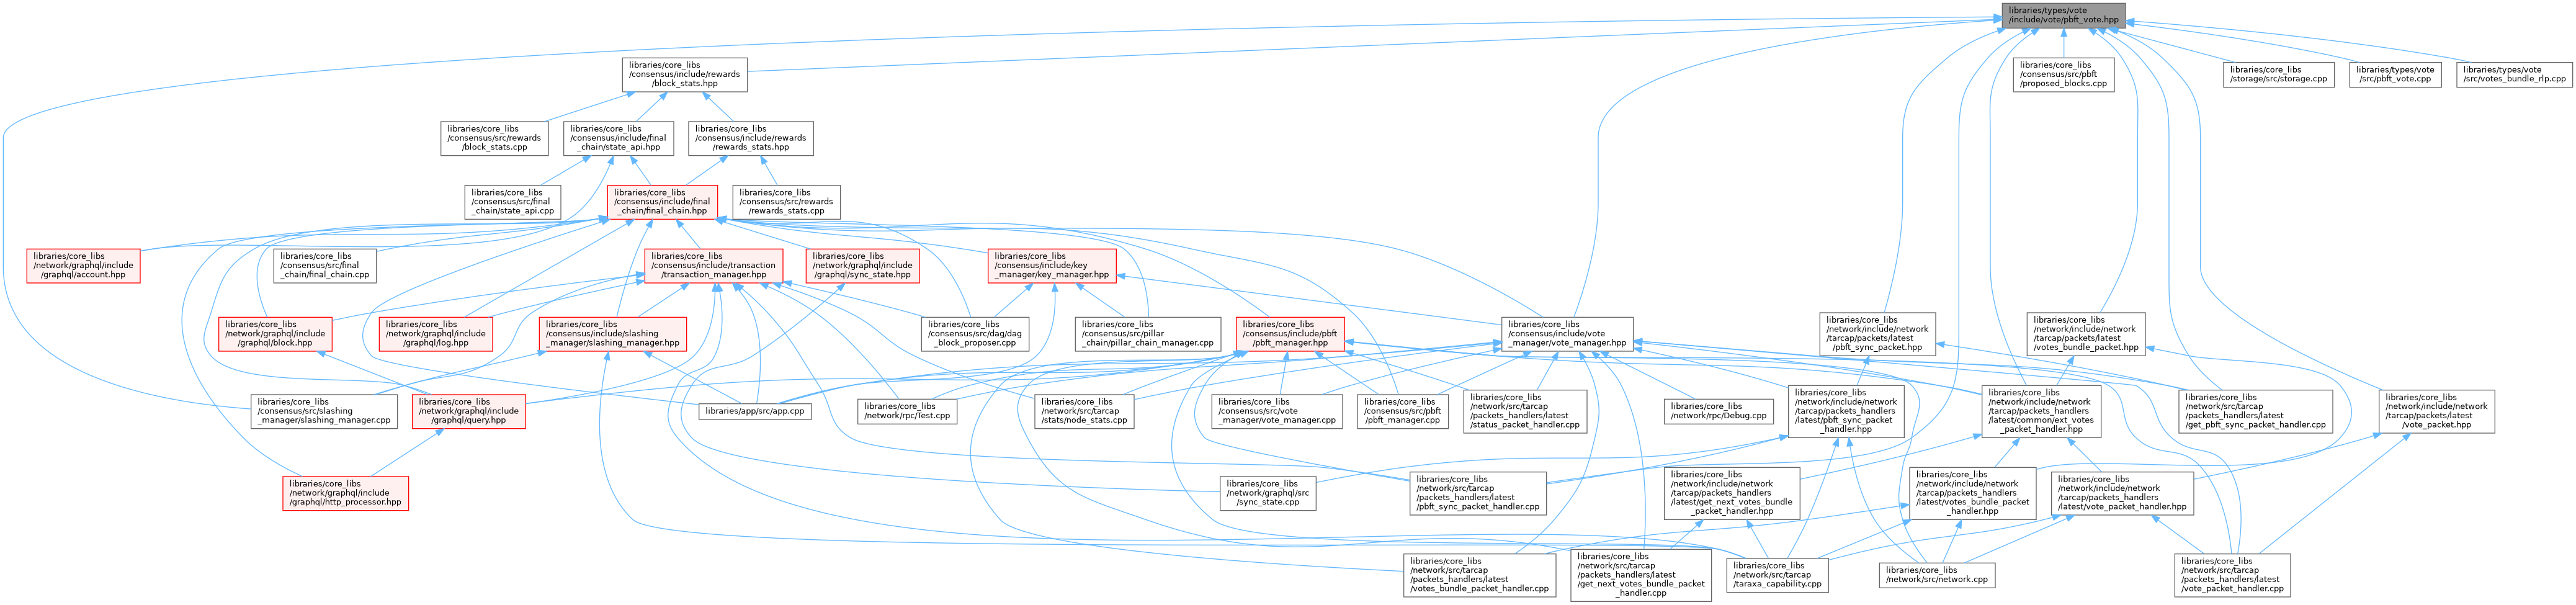 libraries/types/vote
/include/vote/pbft_vote.hpp
libraries/core_libs
/consensus/include/rewards
/block_stats.hpp
libraries/core_libs
/consensus/src/pbft
/proposed_blocks.cpp
libraries/core_libs
/storage/src/storage.cpp
libraries/types/vote
/src/pbft_vote.cpp
libraries/types/vote
/src/votes_bundle_rlp.cpp
libraries/core_libs
/consensus/src/rewards
/block_stats.cpp
libraries/core_libs
/consensus/include/final
_chain/state_api.hpp
libraries/core_libs
/consensus/include/rewards
/rewards_stats.hpp
libraries/core_libs
/consensus/src/final
_chain/state_api.cpp
libraries/core_libs
/consensus/include/final
_chain/final_chain.hpp
libraries/core_libs
/consensus/src/rewards
/rewards_stats.cpp
libraries/core_libs
/network/graphql/include
/graphql/account.hpp
libraries/core_libs
/consensus/src/final
_chain/final_chain.cpp
libraries/core_libs
/consensus/include/transaction
/transaction_manager.hpp
libraries/core_libs
/network/graphql/include
/graphql/sync_state.hpp
libraries/core_libs
/consensus/include/key
_manager/key_manager.hpp
libraries/core_libs
/network/graphql/include
/graphql/block.hpp
libraries/core_libs
/network/graphql/include
/graphql/log.hpp
libraries/core_libs
/consensus/include/slashing
_manager/slashing_manager.hpp
libraries/core_libs
/consensus/src/dag/dag
_block_proposer.cpp
libraries/core_libs
/consensus/src/pillar
_chain/pillar_chain_manager.cpp
libraries/core_libs
/consensus/include/pbft
/pbft_manager.hpp
libraries/core_libs
/consensus/include/vote
_manager/vote_manager.hpp
libraries/core_libs
/network/include/network
/tarcap/packets/latest
/pbft_sync_packet.hpp
libraries/core_libs
/network/include/network
/tarcap/packets/latest
/votes_bundle_packet.hpp
libraries/core_libs
/consensus/src/slashing
_manager/slashing_manager.cpp
libraries/core_libs
/network/graphql/include
/graphql/query.hpp
libraries/app/src/app.cpp
libraries/core_libs
/network/rpc/Test.cpp
libraries/core_libs
/network/src/tarcap
/stats/node_stats.cpp
libraries/core_libs
/consensus/src/vote
_manager/vote_manager.cpp
libraries/core_libs
/consensus/src/pbft
/pbft_manager.cpp
libraries/core_libs
/network/src/tarcap
/packets_handlers/latest
/status_packet_handler.cpp
libraries/core_libs
/network/rpc/Debug.cpp
libraries/core_libs
/network/include/network
/tarcap/packets_handlers
/latest/pbft_sync_packet
_handler.hpp
libraries/core_libs
/network/include/network
/tarcap/packets_handlers
/latest/common/ext_votes
_packet_handler.hpp
libraries/core_libs
/network/src/tarcap
/packets_handlers/latest
/get_pbft_sync_packet_handler.cpp
libraries/core_libs
/network/include/network
/tarcap/packets/latest
/vote_packet.hpp
libraries/core_libs
/network/graphql/include
/graphql/http_processor.hpp
libraries/core_libs
/network/graphql/src
/sync_state.cpp
libraries/core_libs
/network/src/tarcap
/packets_handlers/latest
/pbft_sync_packet_handler.cpp
libraries/core_libs
/network/include/network
/tarcap/packets_handlers
/latest/get_next_votes_bundle
_packet_handler.hpp
libraries/core_libs
/network/include/network
/tarcap/packets_handlers
/latest/votes_bundle_packet
_handler.hpp
libraries/core_libs
/network/include/network
/tarcap/packets_handlers
/latest/vote_packet_handler.hpp
libraries/core_libs
/network/src/tarcap
/packets_handlers/latest
/votes_bundle_packet_handler.cpp
libraries/core_libs
/network/src/tarcap
/packets_handlers/latest
/get_next_votes_bundle_packet
_handler.cpp
libraries/core_libs
/network/src/tarcap
/taraxa_capability.cpp
libraries/core_libs
/network/src/network.cpp
libraries/core_libs
/network/src/tarcap
/packets_handlers/latest
/vote_packet_handler.cpp